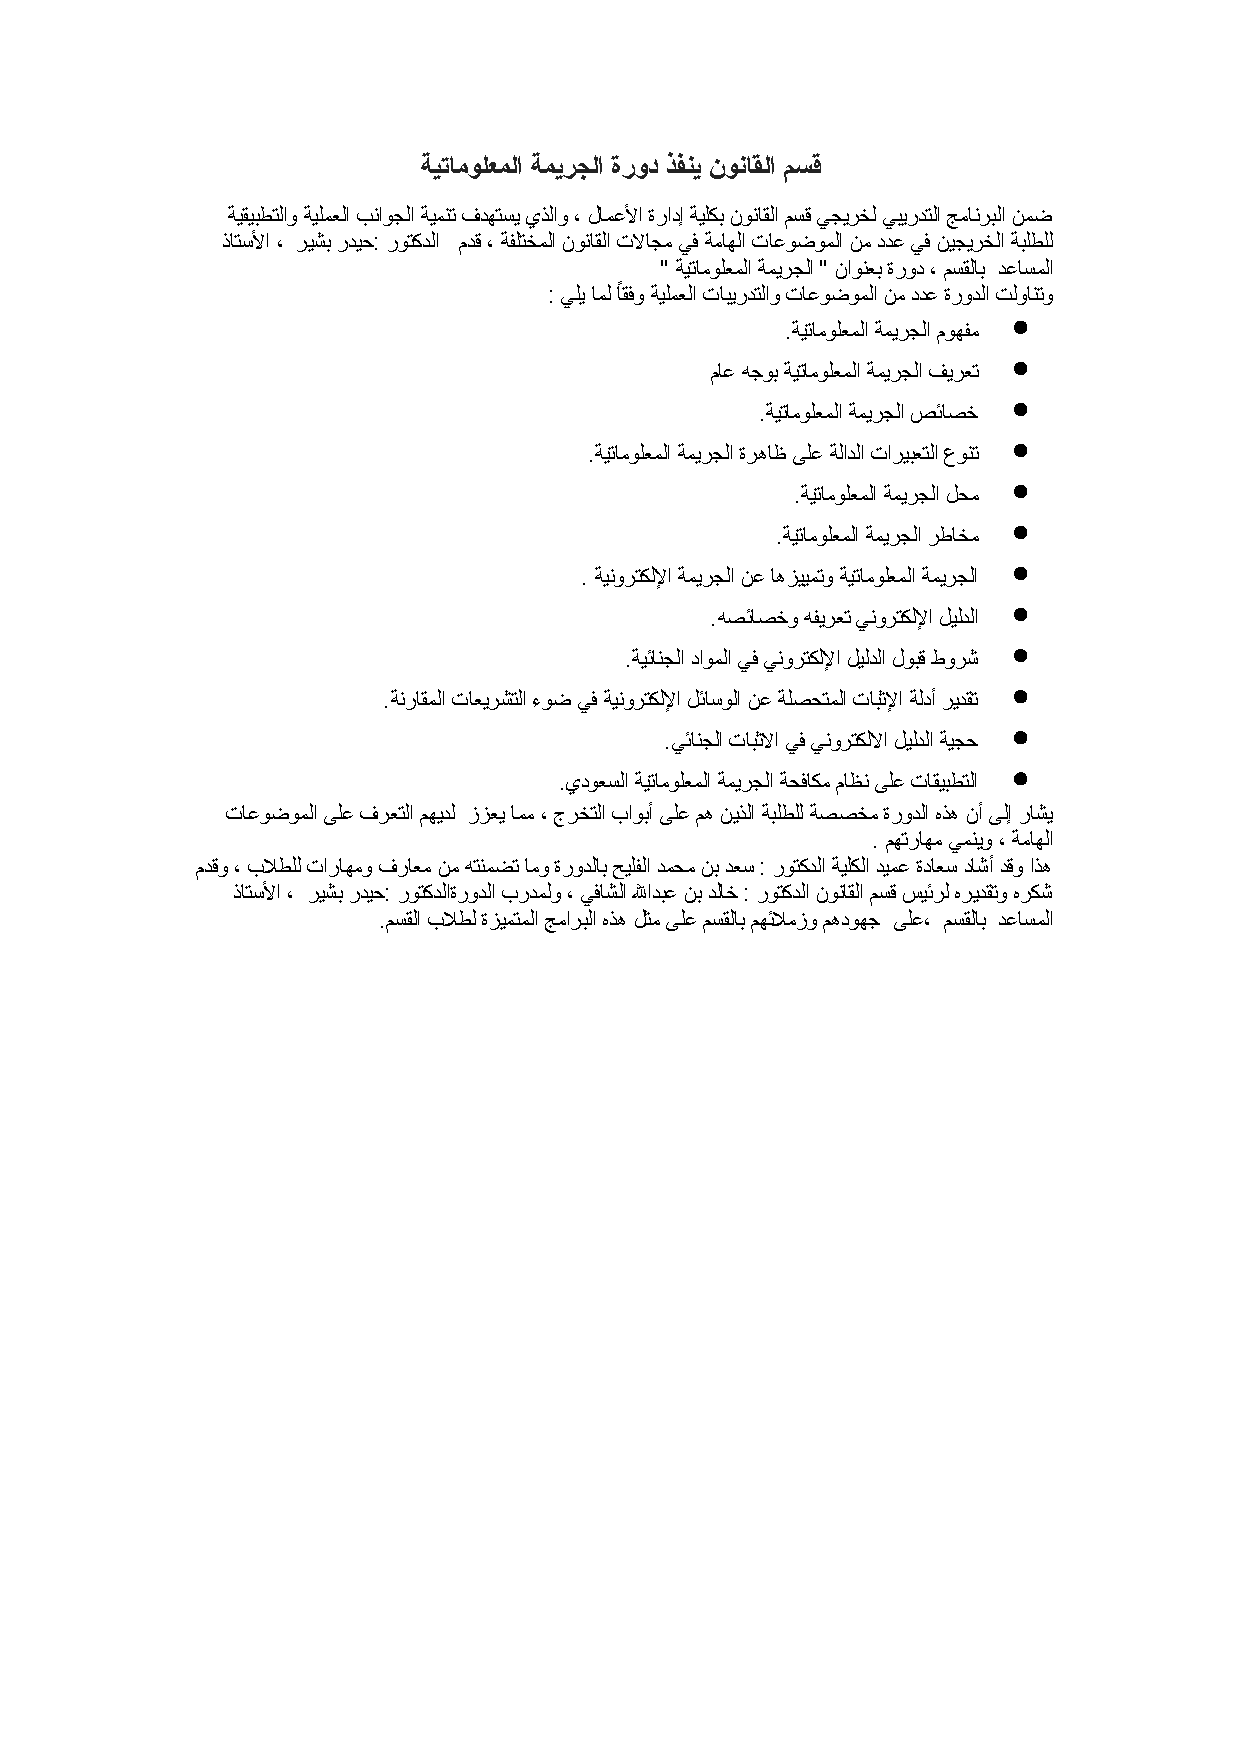 قسم القانون ينفذ دورة الجريمة المعلوماتية
ضمن البرنامج التدريبي لخريجي قسم القانون بكلية إدارة الأعمال ، والذي يستهدف تنمية الجوانب العملية والتطبيقية
للطلبة الخريجين في عدد من الموضوعات الهامة في مجالات القانون المختلفة ، قدم الدكتور :حيدر بشير ، الأستاذ
المساعد بالقسم ، دورة بعنوان " الجريمة المعلوماتية "
وتناولت الدورة عدد من الموضوعات والتدريبات العملية وفقاً لما يلي :
● مفهوم الجريمة المعلوماتية.
● تعريف الجريمة المعلوماتية بوجه عام
● خصائص الجريمة المعلوماتية.
● تنوع التعبيرات الدالة على ظاهرة الجريمة المعلوماتية.
● محل الجريمة المعلوماتية.
● مخاطر الجريمة المعلوماتية.
● الجريمة المعلوماتية وتمييزها عن الجريمة الإلكترونية .
● الدليل الإلكتروني تعريفه وخصائصه.
● شروط قبول الدليل الإلكتروني في المواد الجنائية.
● تقدير أدلة الإثبات المتحصلة عن الوسائل الإلكترونية في ضوء التشريعات المقارنة.
● حجية الدليل الالكتروني في الاثبات الجنائي.
● التطبيقات على نظام مكافحة الجريمة المعلوماتية السعودي.
يشار إلى أن هذه الدورة مخصصة للطلبة الذين هم على أبواب التخرج ، مما يعزز لديهم التعرف على الموضوعات
الهامة ، وينمي مهارتهم .
هذا وقد أشاد سعادة عميد الكلية الدكتور : سعد بن محمد الفليح بالدورة وما تضمنته من معارف ومهارات للطلاب ، وقدم
شكره وتقديره لرئيس قسم القانون الدكتور : خالد بن عبدالله الشافي ، ولمدرب الدورةالدكتور :حيدر بشير ، الأستاذ
المساعد بالقسم ،على جهودهم وزملائهم بالقسم على مثل هذه البرامج المتميزة لطلاب القسم.